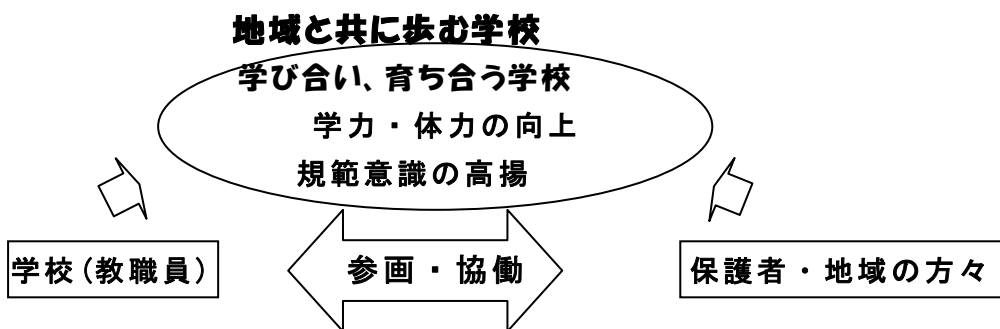 地域と共に歩む学校
学び合い、育ち合う学校
学力・体力の向上
規範意識の高揚
学校(教職員)
参画・協働
保護者・地域の方々